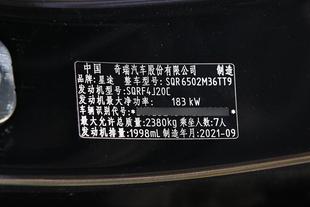 中国 奇瑞汽车股份有限公司 制造
品牌:星途 整车型号:SQR6502M36TT9
发动机型号:SQRF4J20C
发动机最大净功率: 183 kW
车辆识别代号:
最大允许总质量:2380kg 乘坐人数:7人
发动机排量:1998mL 制造年月:2021-09